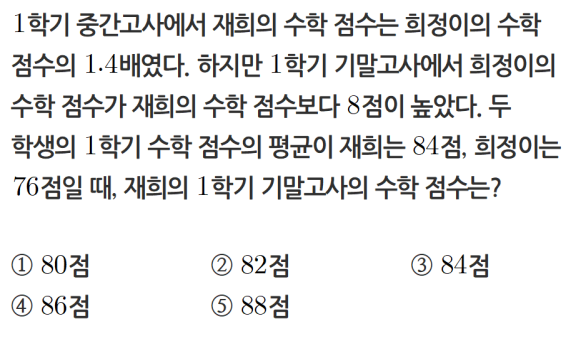 1학기 중간고사에서 재희의 수학 점수는 희정이의 수학
점수의 1.4배였다. 하지만 1학기 기말고사에서 희정이의
수학 점수가 재희의 수학 점수보다 8점이 높았다. 두
학생의 1학기 수학 점수의 평균이 재희는 84점, 희정이는
76점일 때, 재희의 1학기 기말고사의 수학 점수는?
① 80점 ② 82점 ③ 84점
④ 86점 ⑤ 88점